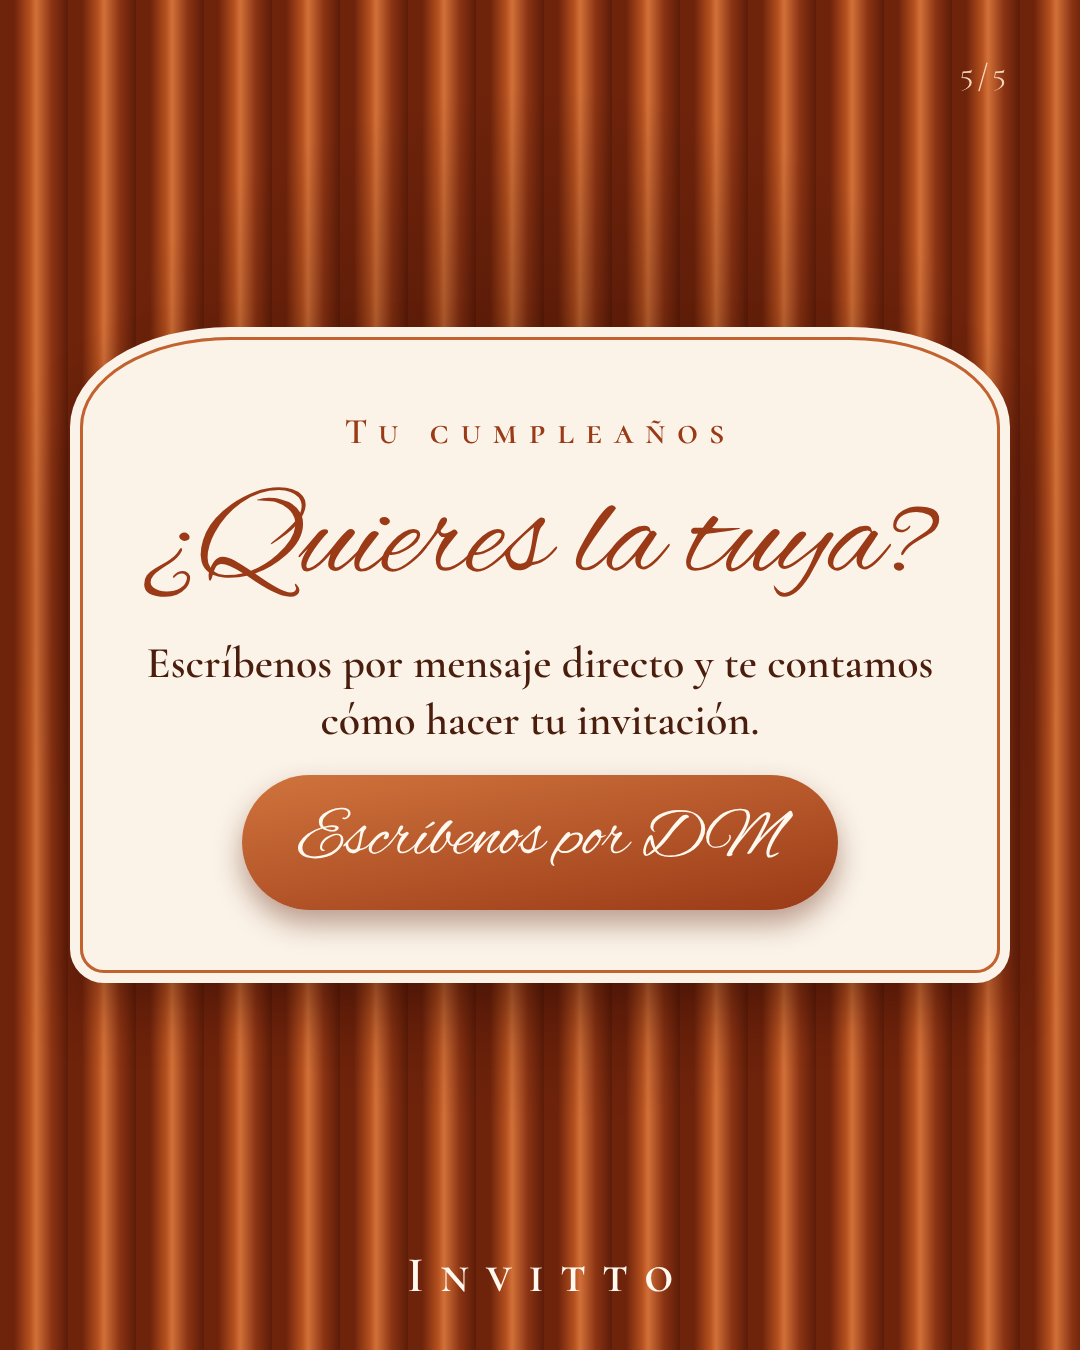 5/5
Tu cumpleaños
¿Quieres la tuya?
Escríbenos por mensaje directo y te contamos
cómo hacer tu invitación.
Escríbenos por DM
Invitto